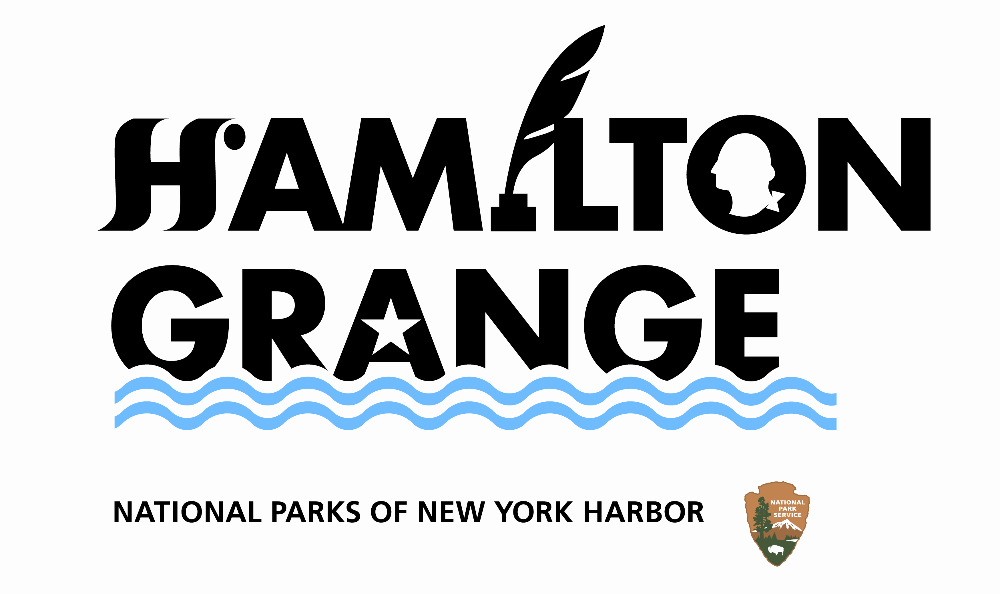 HAMILTON
GRANGE
NATIONAL PARKS OF NEW YORK HARBOR
NATIONAL
PARK
SERVICE